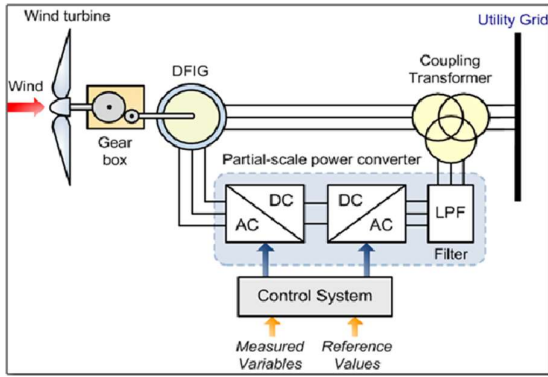 Wind turbine
Utility Grid
DFIG
Coupling
Transformer
Wind
Gear
box
Partial-scale power converter
DC
AC
DC
AC
LPF
Filter
Control System
Measured
Variables
Reference
Values